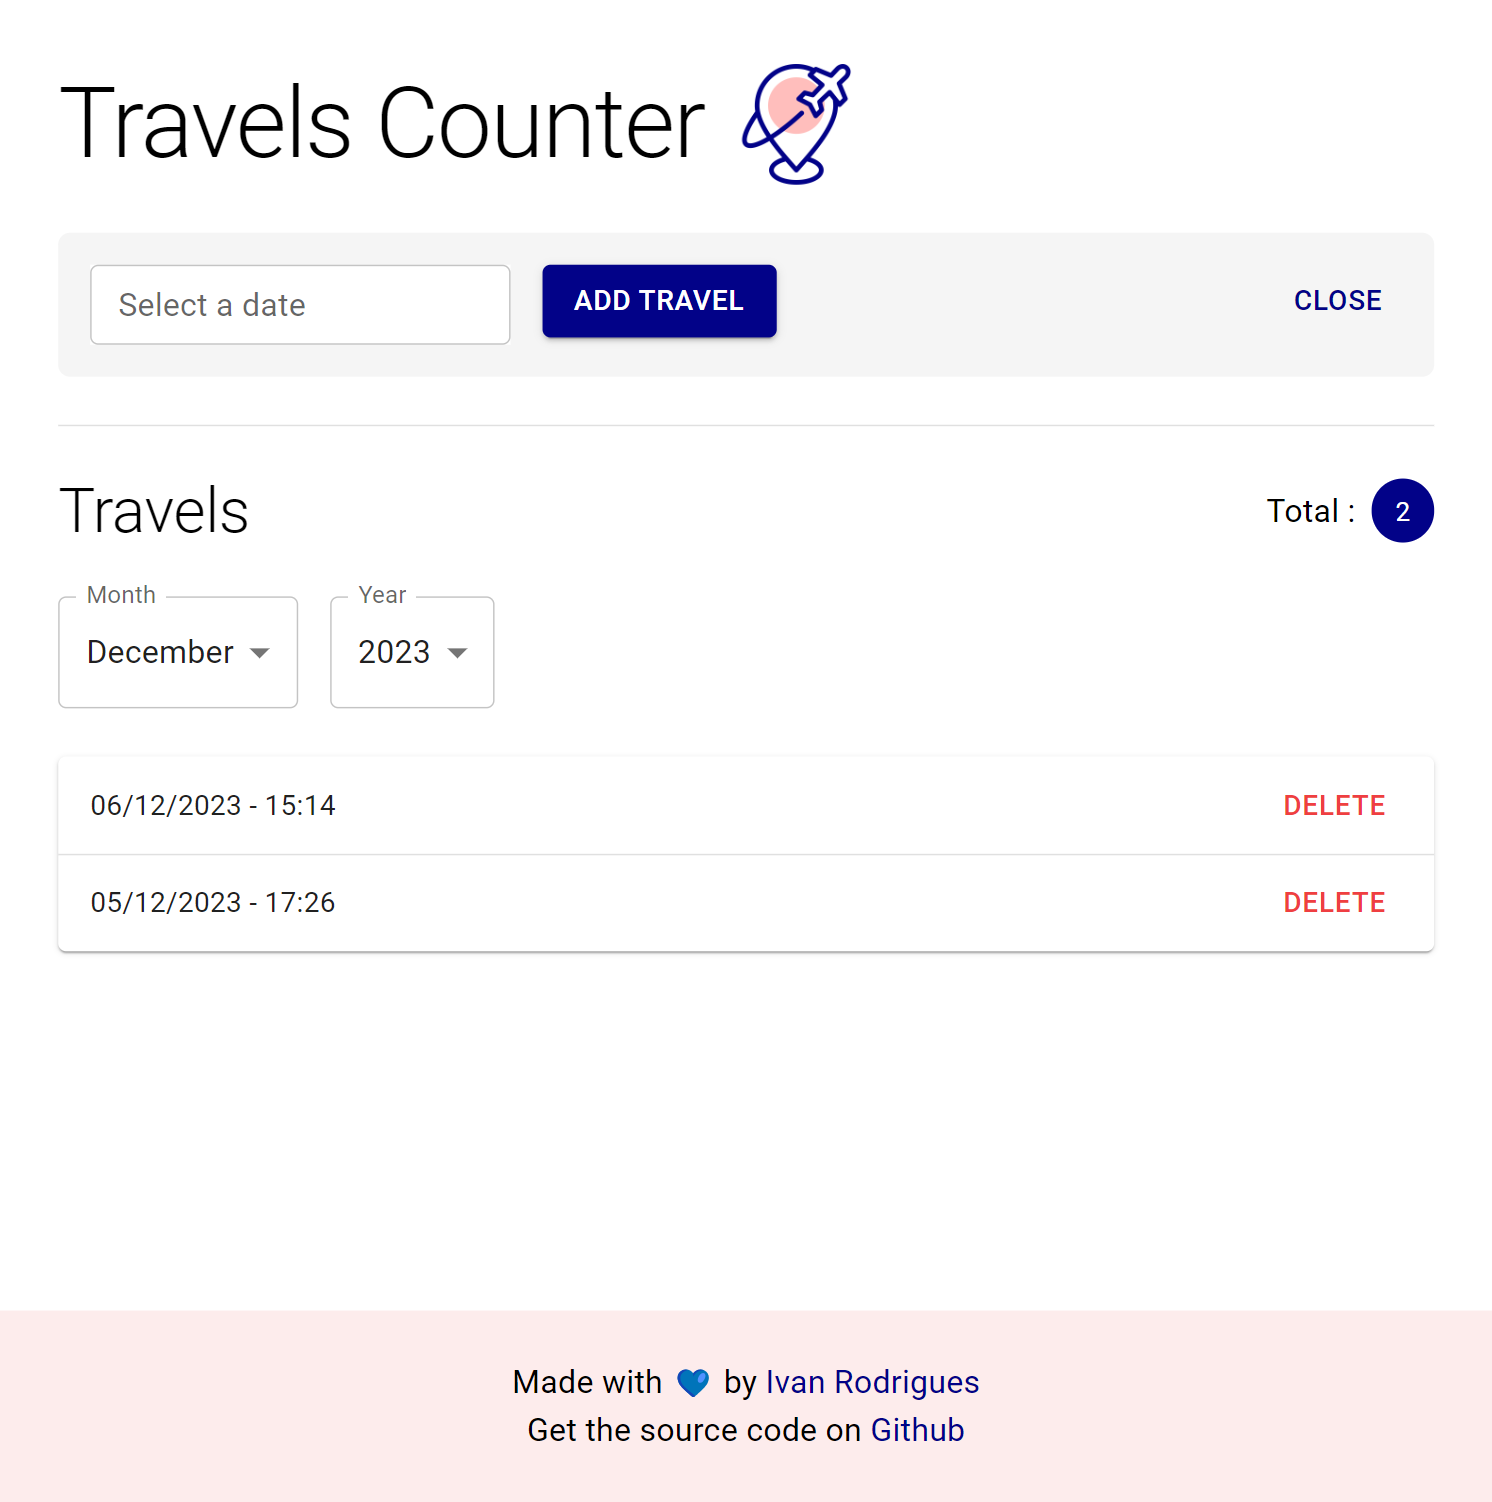 Travels Counter
Select a date
ADD TRAVEL
CLOSE
Travels
Total :
2
Month
Year
December
2023
06/12/2023 - 15:14
DELETE
05/12/2023 - 17:26
DELETE
Made with 💙 by Ivan Rodrigues
Get the source code on Github